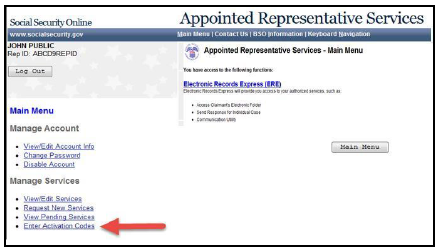 Social Security Online
Appointed Representative Services
www.socialsecurity.gov
Main Menu | Contact Us | BSO Information | Keyboard Navigation
JOHN PUBLIC
Rep ID: ABCD9REPID
Log Out
Main Menu
Manage Account
View/Edit Account Info
Change Password
Disable Account
Manage Services
View/Edit Services
Request New Services
View Pending Services
Enter Activation Codes
Appointed Representative Services - Main Menu
You have access to the following functions:
Electronic Records Express (ERE)
Electronic Records Express will provide you access to your authorized services, such as:
Access Claimant's Electronic Folder
Send Response for Individual Case
Communication Utility
Main Menu